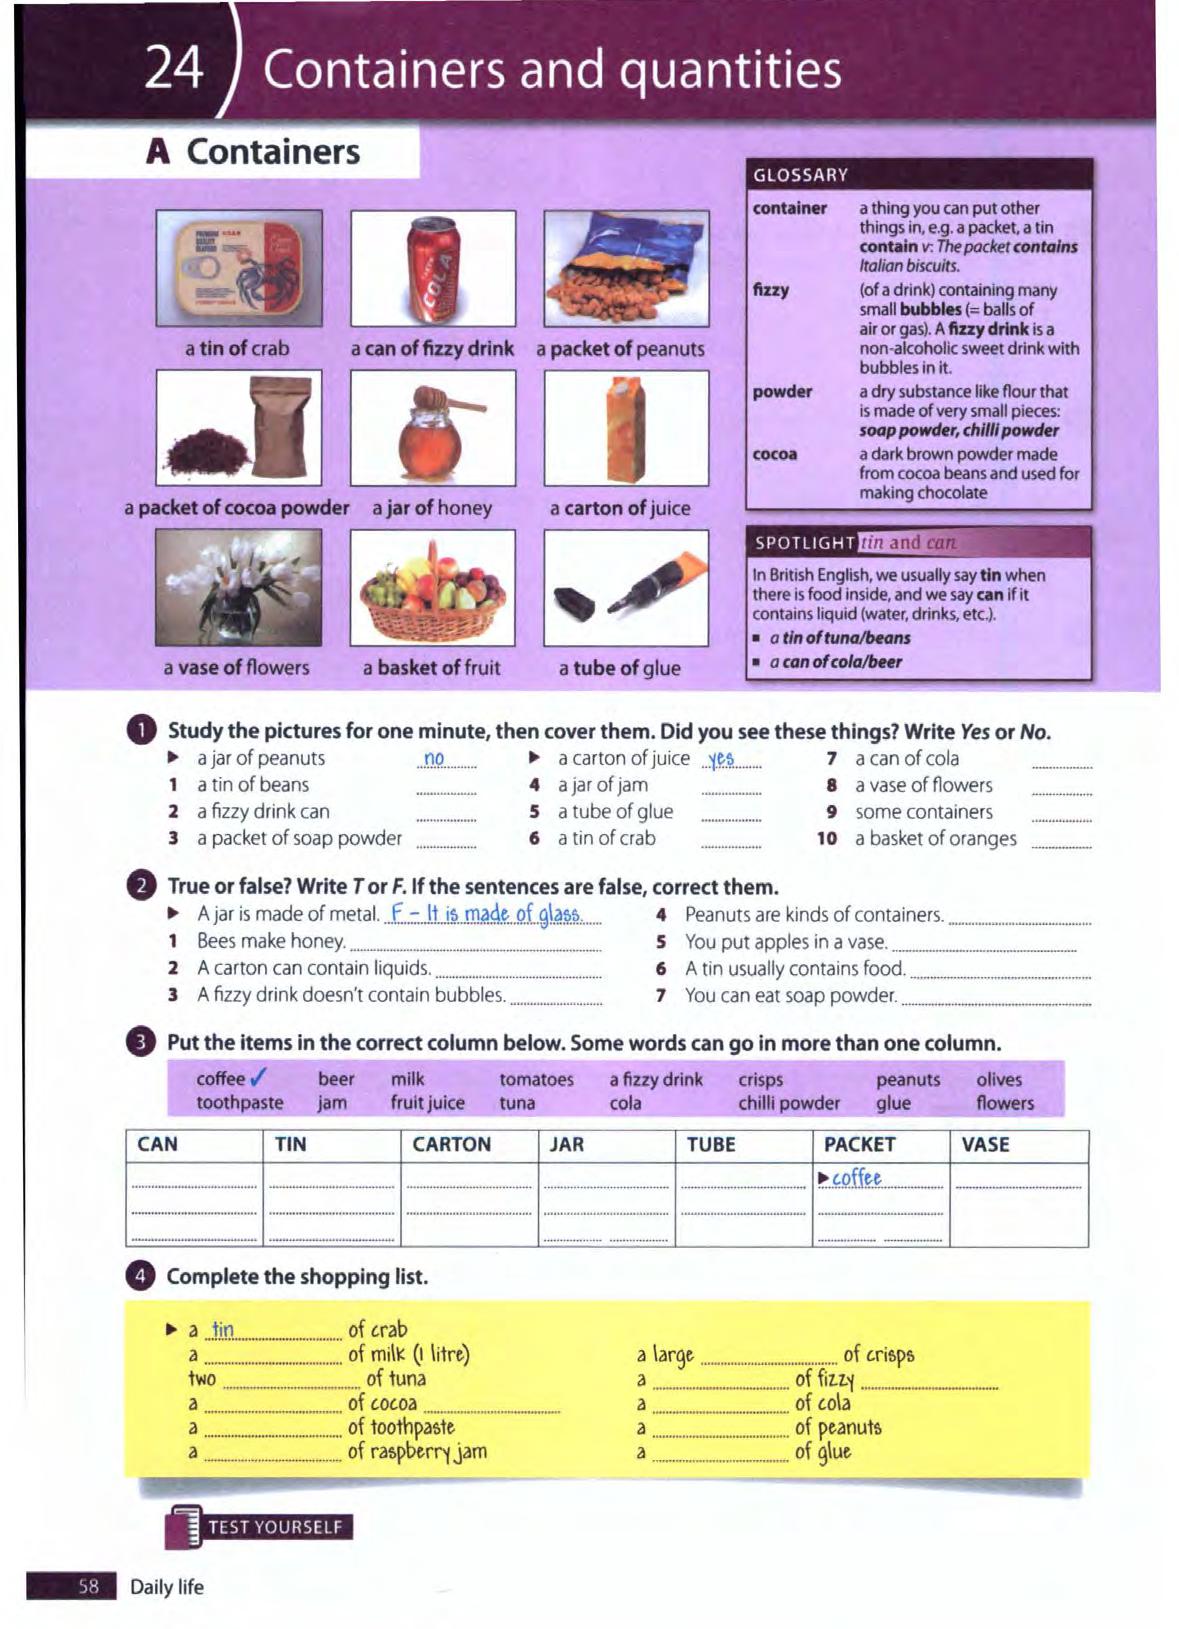 24 Containers and quantities
A Containers
a tin of crab
a can of fizzy drink
a packet of peanuts
a packet of cocoa powder
a jar of honey
a carton of juice
a vase of flowers
a basket of fruit
a tube of glue
GLOSSARY
container a thing you can put other
things in, e.g. a packet, a tin
contain v: The packet contains
Italian biscuits.
fizzy (of a drink) containing many
small bubbles (= balls of
air or gas). A fizzy drink is a
non-alcoholic sweet drink with
bubbles in it.
powder a dry substance like flour that
is made of very small pieces:
soap powder, chilli powder
cocoa a dark brown powder made
from cocoa beans and used for
making chocolate
SPOTLIGHT tin and can
In British English, we usually say tin when
there is food inside, and we say can if it
contains liquid (water, drinks, etc.).
▪ a tin of tuna/beans
▪ a can of cola/beer
COLA
1 Study the pictures for one minute, then cover them. Did you see these things? Write Yes or No.
▶ a jar of peanuts no
1 a tin of beans
2 a fizzy drink can
3 a packet of soap powder
▶ a carton of juice yes
4 a jar of jam
5 a tube of glue
6 a tin of crab
7 a can of cola
8 a vase of flowers
9 some containers
10 a basket of oranges
2 True or false? Write T or F. If the sentences are false, correct them.
▶ A jar is made of metal. F – It is made of glass.
1 Bees make honey.
2 A carton can contain liquids.
3 A fizzy drink doesn't contain bubbles.
4 Peanuts are kinds of containers.
5 You put apples in a vase.
6 A tin usually contains food.
7 You can eat soap powder.
3 Put the items in the correct column below. Some words can go in more than one column.
coffee ✓ beer milk tomatoes a fizzy drink crisps peanuts olives
toothpaste jam fruit juice tuna cola chilli powder glue flowers
CAN TIN CARTON JAR TUBE PACKET VASE
▶ coffee
4 Complete the shopping list.
▶ a tin of crab
a of milk (1 litre)
two of tuna
a of cocoa
a of toothpaste
a of raspberry jam
a large of crisps
a of fizzy
a of cola
a of peanuts
a of glue
TEST YOURSELF
58 Daily life